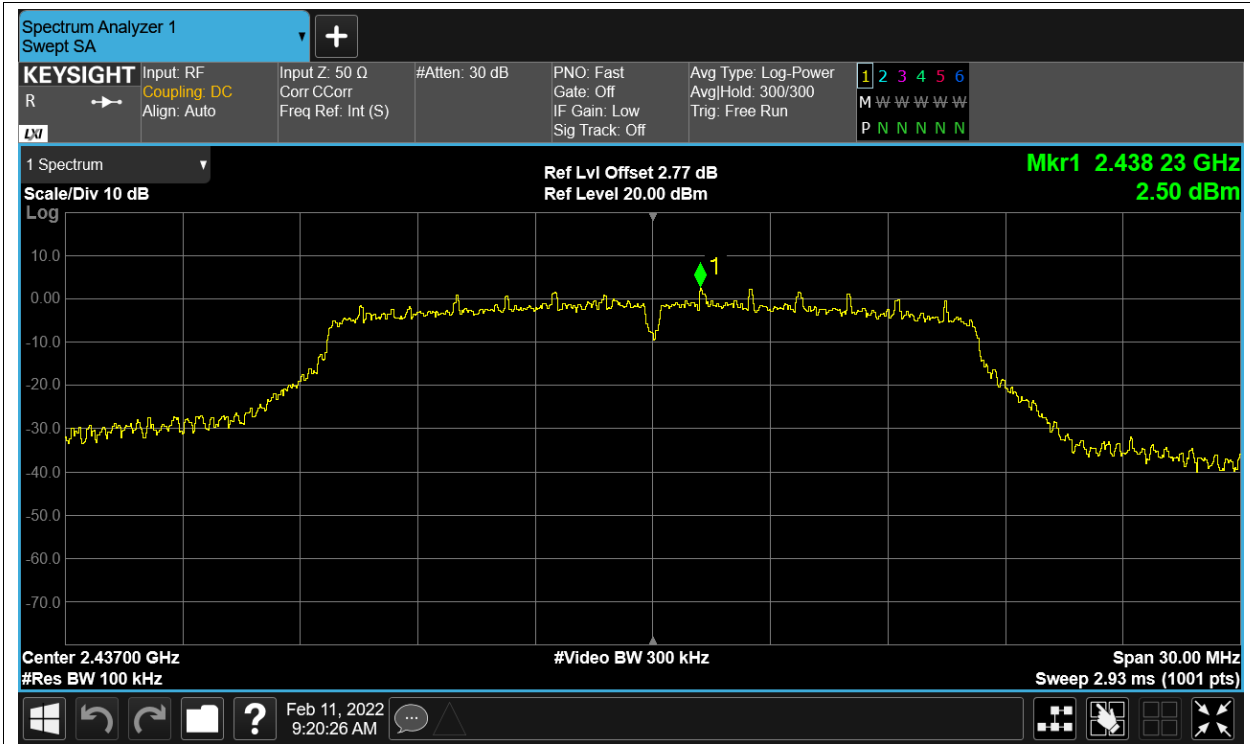 Spectrum Analyzer 1
Swept SA
KEYSIGHT
R
LXI
Input: RF
Coupling: DC
Align: Auto
Input Z: 50 Ω
Corr CCorr
Freq Ref: Int (S)
#Atten: 30 dB
PNO: Fast
Gate: Off
IF Gain: Low
Sig Track: Off
Avg Type: Log-Power
Avg|Hold: 300/300
Trig: Free Run
1 2 3 4 5 6
M W W W W W W
P N N N N N N
1 Spectrum
Scale/Div 10 dB
Ref Lvl Offset 2.77 dB
Ref Level 20.00 dBm
Mkr1 2.438 23 GHz
2.50 dBm
Log
10.0
0.00
-10.0
-20.0
-30.0
-40.0
-50.0
-60.0
-70.0
1
Center 2.43700 GHz
#Res BW 100 kHz
#Video BW 300 kHz
Span 30.00 MHz
Sweep 2.93 ms (1001 pts)
?
Feb 11, 2022
9:20:26 AM